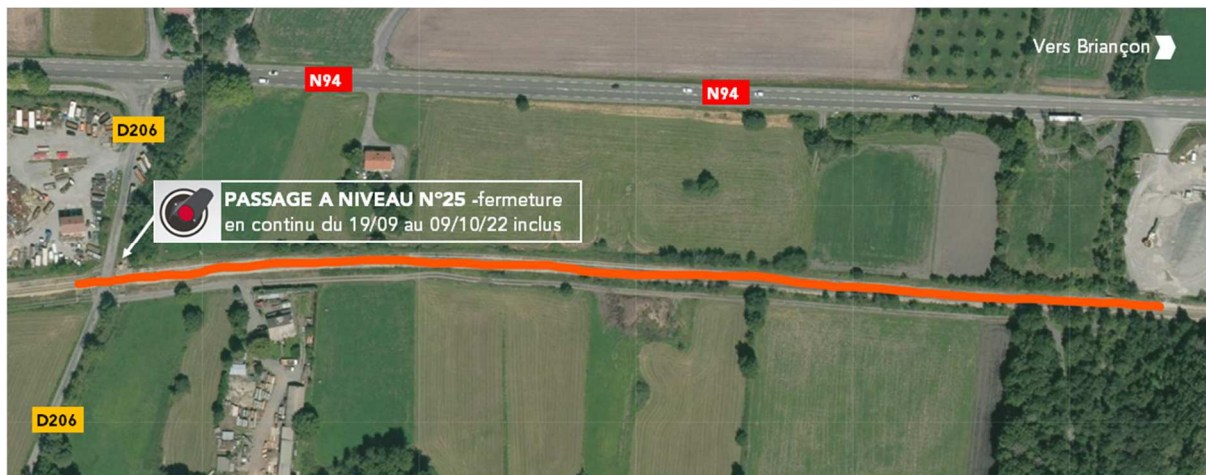 Vers Briançon
N94
N94
D206
PASSAGE A NIVEAU N°25 -fermeture
en continu du 19/09 au 09/10/22 inclus
D206